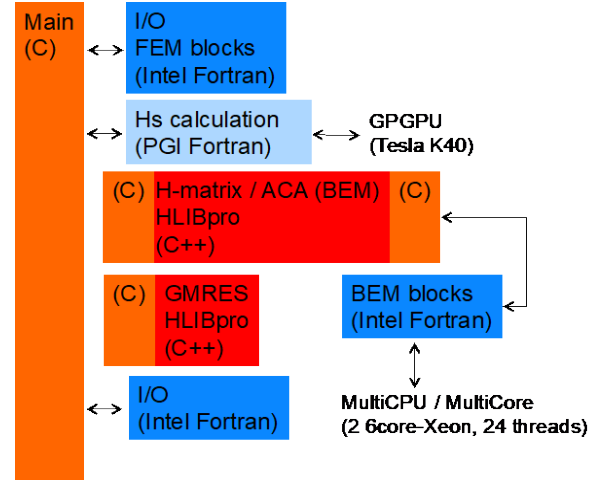 Main
(C)
I/O
FEM blocks
(Intel Fortran)
Hs calculation
(PGI Fortran)
GPGPU
(Tesla K40)
(C)
H-matrix / ACA (BEM)
HLIBpro
(C++)
(C)
(C)
GMRES
HLIBpro
(C++)
BEM blocks
(Intel Fortran)
I/O
(Intel Fortran)
MultiCPU / MultiCore
(2 6core-Xeon, 24 threads)